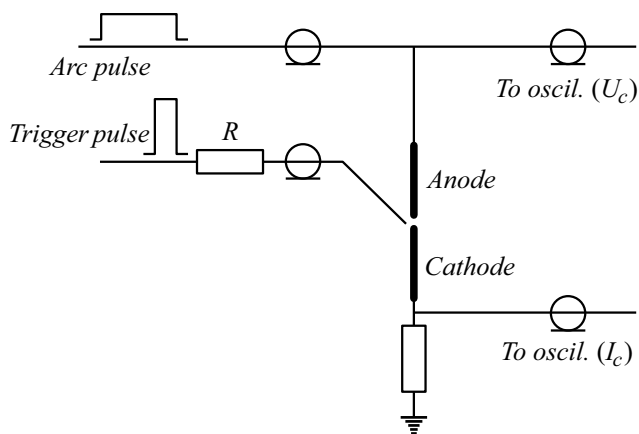 Arc pulse
To oscil. (U_c)
Trigger pulse
R
Anode
Cathode
To oscil. (I_c)